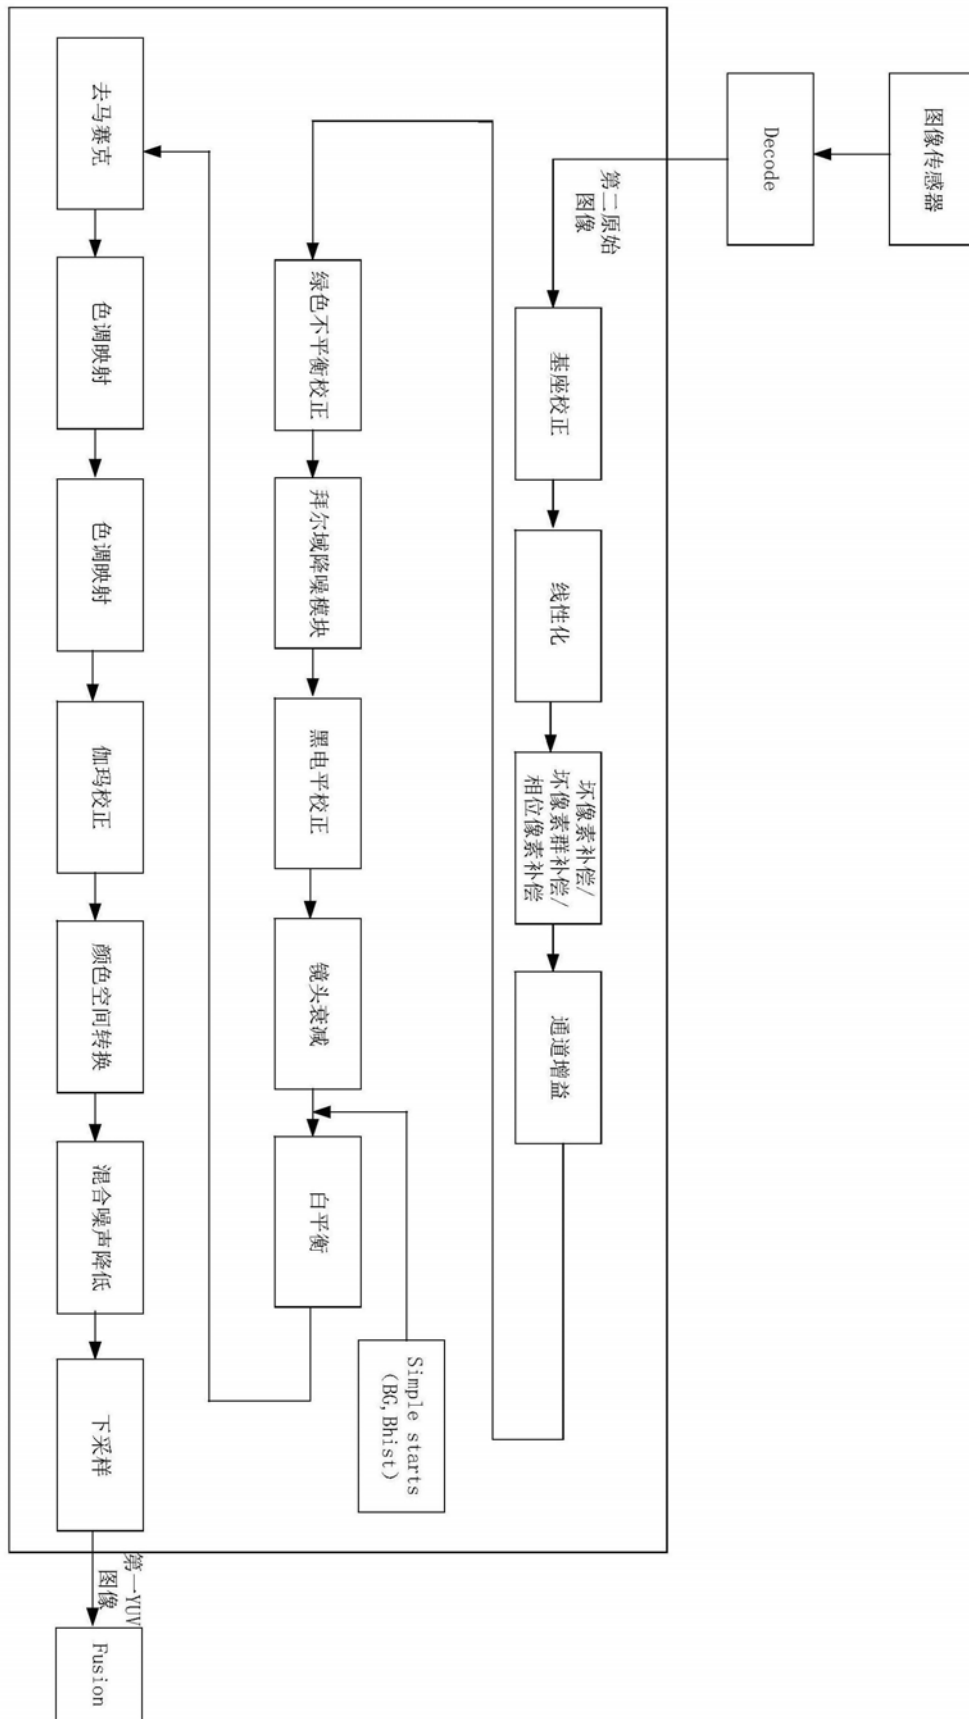 图像传感器
Decode
第二原始
图像
基座校正
线性化
坏像素补偿/
坏像素群补偿/
相位像素补偿
通道增益
绿色不平衡校正
拜尔域降噪模块
黑电平校正
镜头衰减
白平衡
Simple starts
(BG,Bhist)
去马赛克
色调映射
色调映射
伽玛校正
颜色空间转换
混合噪声降低
下采样
第一YUV
图像
Fusion